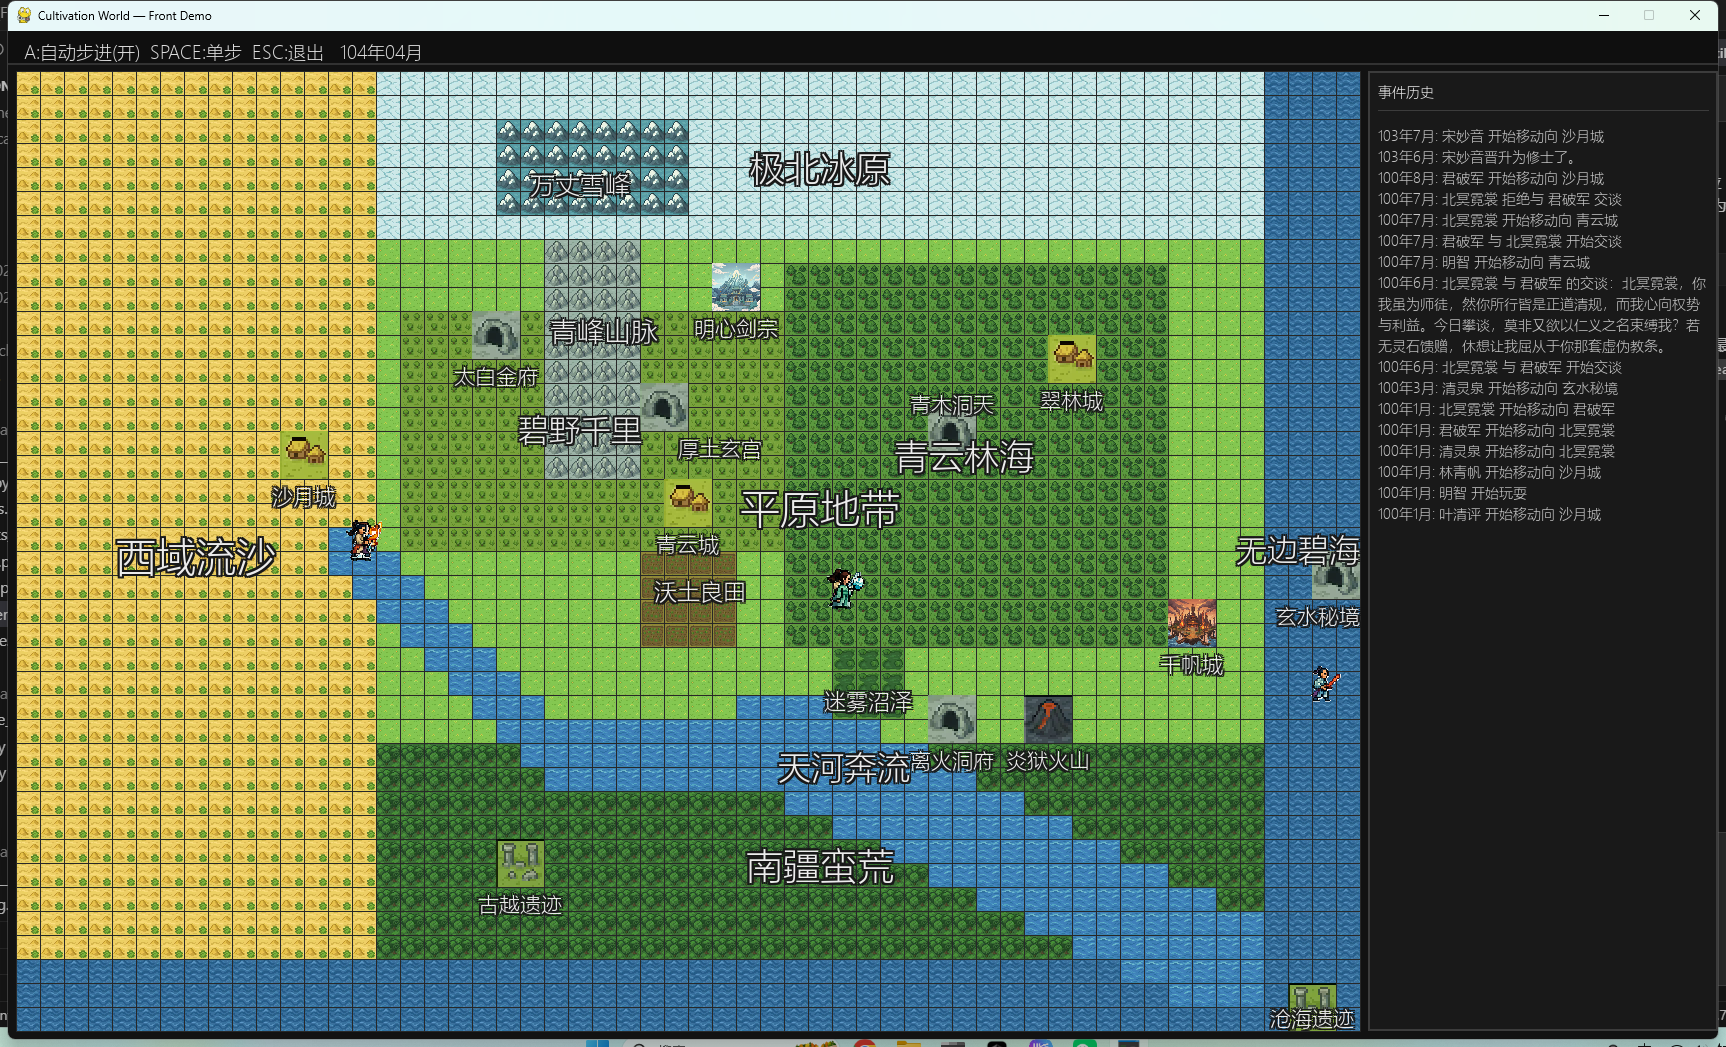 Cultivation World — Front Demo
A:自动步进(开)  SPACE:单步  ESC:退出  104年04月
极北冰原
万丈雪峰
青峰山脉
明心剑宗
太白金府
青木洞天
翠林城
碧野千里
厚土玄宫
青云林海
沙月城
平原地带
青云城
西域流沙
无边碧海
沃土良田
玄水秘境
千帆城
迷雾沼泽
天河奔流
离火洞府
炎狱火山
南疆蛮荒
古越遗迹
沧海遗迹
事件历史
103年7月: 宋妙音 开始移动向 沙月城
103年6月: 宋妙音晋升为修士了。
100年8月: 君破军 开始移动向 沙月城
100年7月: 北冥霓裳 拒绝与 君破军 交谈
100年7月: 北冥霓裳 开始移动向 青云城
100年7月: 君破军 与 北冥霓裳 开始交谈
100年7月: 明智 开始移动向 青云城
100年6月: 北冥霓裳 与 君破军 的交谈：北冥霓裳，你
我虽为师徒，然你所行皆是正道清规，而我心向权势
与利益。今日攀谈，莫非又欲以仁义之名束缚我？若
无灵石馈赠，休想让我屈从于你那套虚伪教条。
100年6月: 北冥霓裳 与 君破军 开始交谈
100年3月: 清灵泉 开始移动向 玄水秘境
100年1月: 北冥霓裳 开始移动向 君破军
100年1月: 君破军 开始移动向 北冥霓裳
100年1月: 清灵泉 开始移动向 北冥霓裳
100年1月: 林青帆 开始移动向 沙月城
100年1月: 明智 开始玩耍
100年1月: 叶清评 开始移动向 沙月城